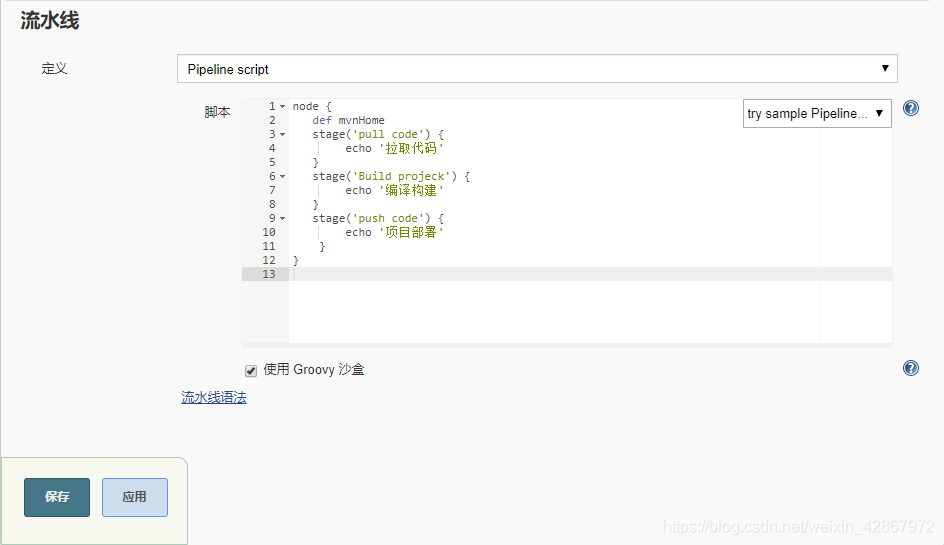 流水线
定义
Pipeline script
脚本
try sample Pipeline...
1 node {
2 def mvnHome
3 stage('pull code') {
4 echo '拉取代码'
5 }
6 stage('Build projeck') {
7 echo '编译构建'
8 }
9 stage('push code') {
10 echo '项目部署'
11 }
12 }
13
使用 Groovy 沙盒
流水线语法
保存 应用
https://blog.csdn.net/weixin_42867972